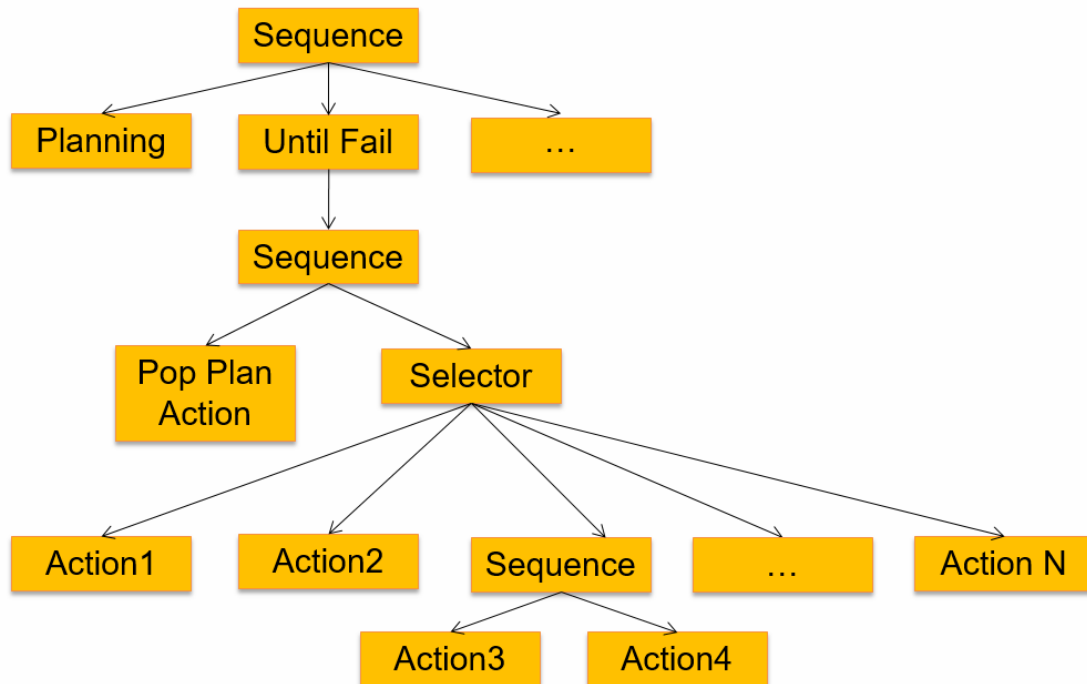 Sequence
Planning
Until Fail
...
Sequence
Pop Plan
Action
Selector
Action1
Action2
Sequence
...
Action N
Action3
Action4